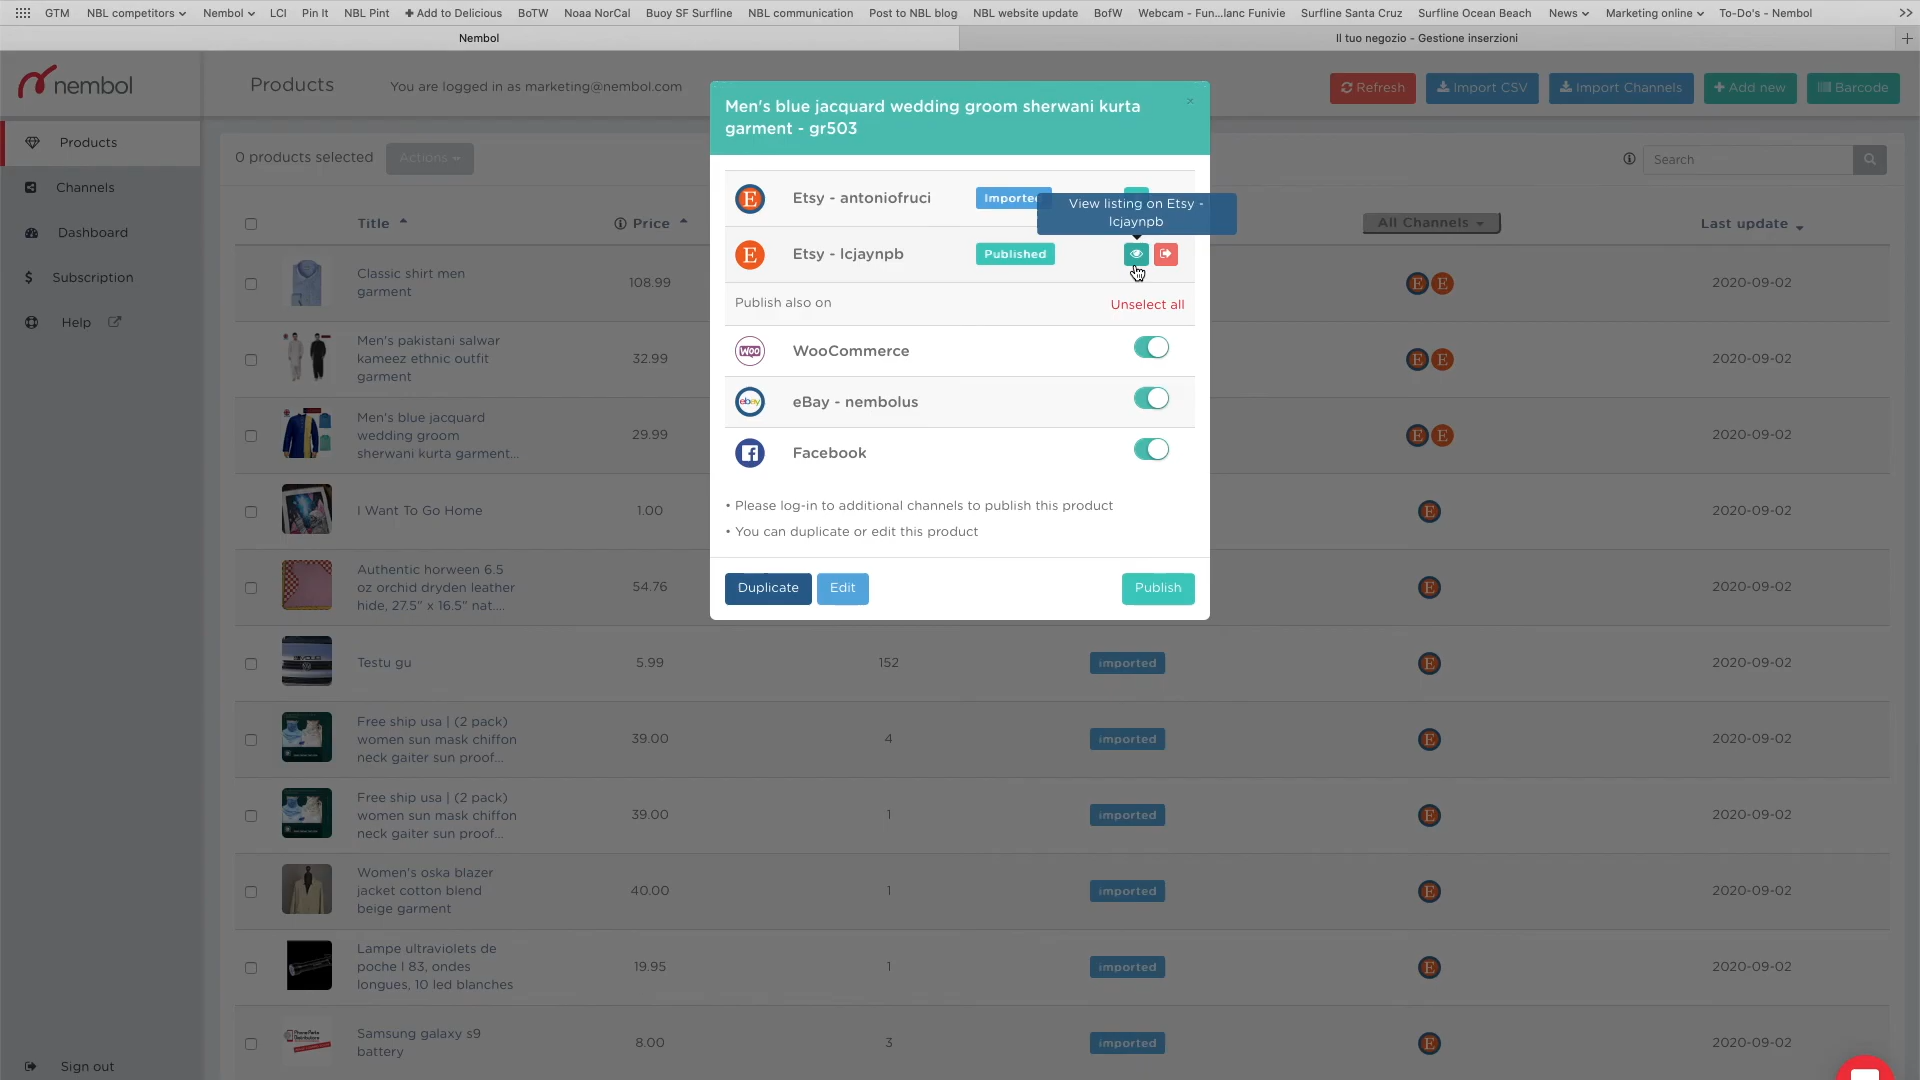 GTM NBL competitors Nembol LCI Pin It NBL Pint + Add to Delicious BoTW Noaa NorCal Buoy SF Surfline NBL communication Post to NBL blog NBL website update BofW Webcam - Fun...lanc Funivie Surfline Santa Cruz Surfline Ocean Beach News Marketing online To-Do's - Nembol >>
Nembol Il tuo negozio - Gestione inserzioni +
nembol
Products You are logged in as marketing@nembol.com
Refresh Import CSV Import Channels + Add new Barcode
Products
Channels
Dashboard
$ Subscription
Help
Sign out
0 products selected Actions
Search
Title Price All Channels Last update
Men's blue jacquard wedding groom sherwani kurta
garment - gr503
×
Etsy - antoniofruci Imported
View listing on Etsy -
lcjaynpb
Etsy - lcjaynpb Published
Publish also on Unselect all
WooCommerce
eBay - nembolus
Facebook
• Please log-in to additional channels to publish this product
• You can duplicate or edit this product
Duplicate Edit Publish
Classic shirt men
garment
108.99 2020-09-02
Men's pakistani salwar
kameez ethnic outfit
garment
32.99 2020-09-02
Men's blue jacquard
wedding groom
sherwani kurta garment...
29.99 2020-09-02
I Want To Go Home 1.00 2020-09-02
Authentic horween 6.5
oz orchid dryden leather
hide, 27.5" x 16.5" nat....
54.76 2020-09-02
Testu gu 5.99 152 imported 2020-09-02
Free ship usa | (2 pack)
women sun mask chiffon
neck gaiter sun proof...
39.00 4 imported 2020-09-02
Free ship usa | (2 pack)
women sun mask chiffon
neck gaiter sun proof...
39.00 1 imported 2020-09-02
Women's oska blazer
jacket cotton blend
beige garment
40.00 1 imported 2020-09-02
Lampe ultraviolets de
poche l 83, ondes
longues, 10 led blanches
19.95 1 imported 2020-09-02
Samsung galaxy s9
battery
8.00 3 imported 2020-09-02